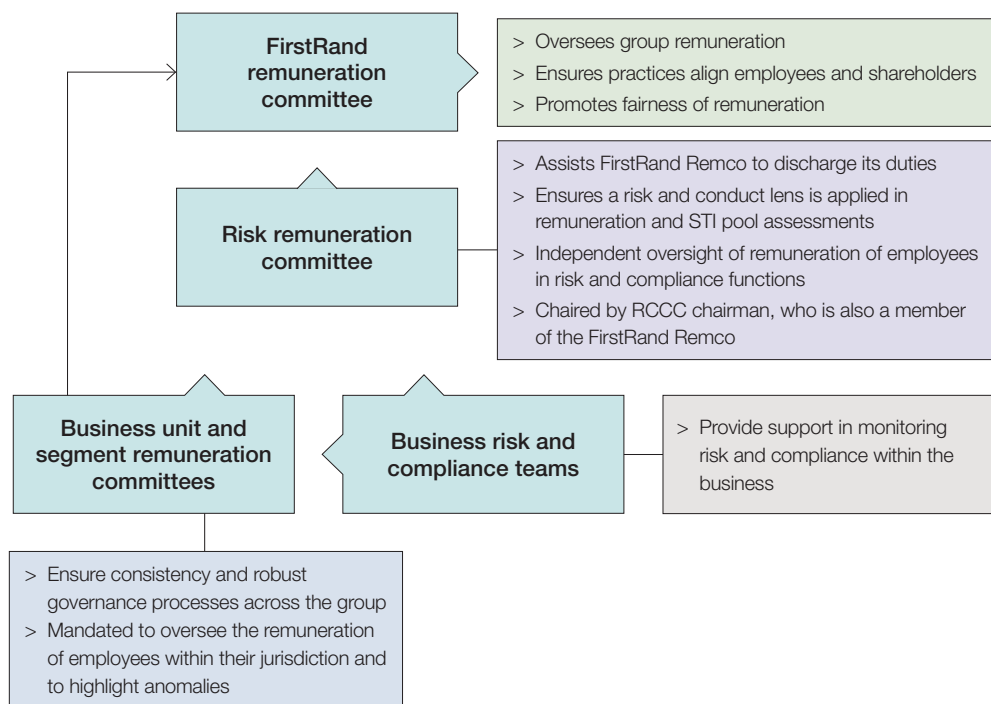 FirstRand
remuneration
committee
> Oversees group remuneration
> Ensures practices align employees and shareholders
> Promotes fairness of remuneration
Risk remuneration
committee
> Assists FirstRand Remco to discharge its duties
> Ensures a risk and conduct lens is applied in
remuneration and STI pool assessments
> Independent oversight of remuneration of employees
in risk and compliance functions
> Chaired by RCCC chairman, who is also a member
of the FirstRand Remco
Business unit and
segment remuneration
committees
Business risk and
compliance teams
> Provide support in monitoring
risk and compliance within the
business
> Ensure consistency and robust
governance processes across the group
> Mandated to oversee the remuneration
of employees within their jurisdiction and
to highlight anomalies